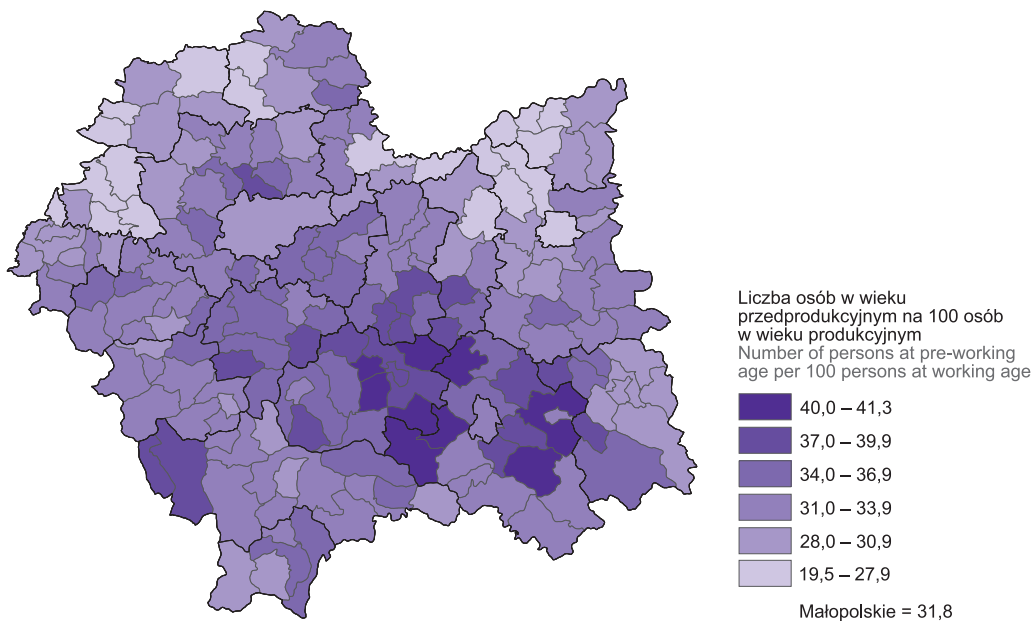 Liczba osób w wieku
przedprodukcyjnym na 100 osób
w wieku produkcyjnym
Number of persons at pre-working
age per 100 persons at working age
40,0 – 41,3
37,0 – 39,9
34,0 – 36,9
31,0 – 33,9
28,0 – 30,9
19,5 – 27,9
Małopolskie = 31,8